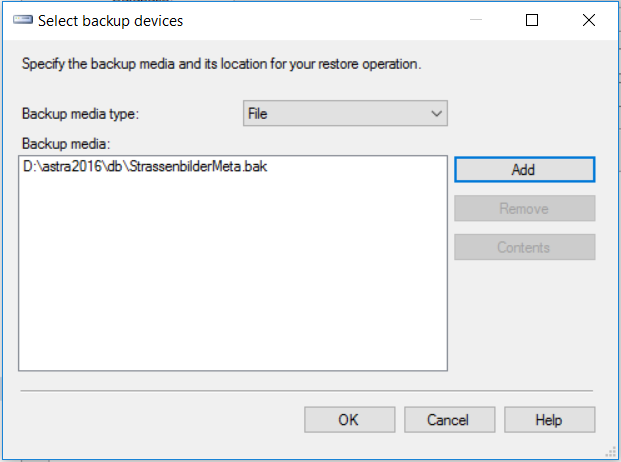 Select backup devices
Specify the backup media and its location for your restore operation.
Backup media type:
File
Backup media:
D:\astra2016\db\StrassenbilderMeta.bak
Add
Remove
Contents
OK
Cancel
Help